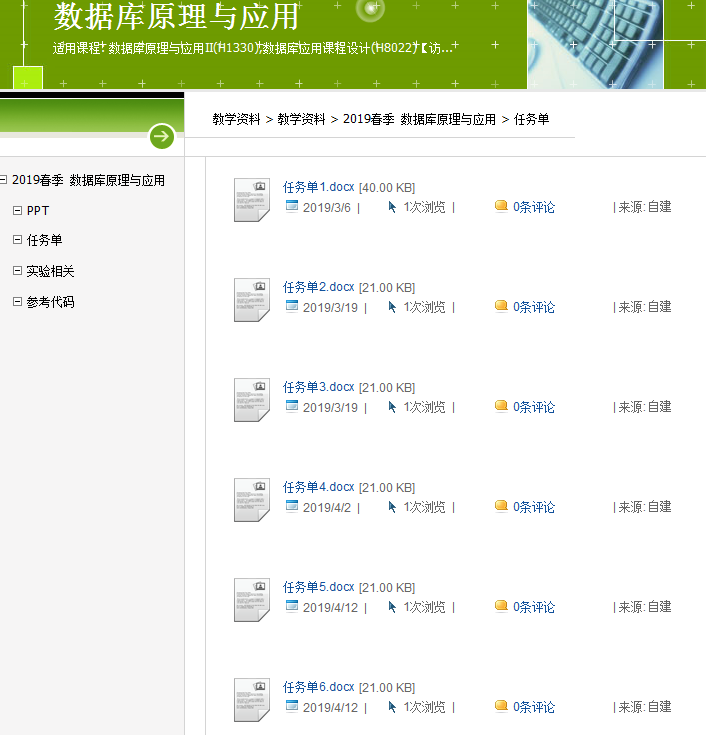 数据库原理与应用
适用课程: 数据库原理与应用II(H1330),数据库应用课程设计(H8022)【访...
教学资料 > 教学资料 > 2019春季 数据库原理与应用 > 任务单
2019春季 数据库原理与应用
PPT
任务单
实验相关
参考代码
任务单1.docx [40.00 KB]
2019/3/6 | 1次浏览 | 0条评论 | 来源:自建
任务单2.docx [21.00 KB]
2019/3/19 | 1次浏览 | 0条评论 | 来源:自建
任务单3.docx [21.00 KB]
2019/3/19 | 1次浏览 | 0条评论 | 来源:自建
任务单4.docx [21.00 KB]
2019/4/2 | 1次浏览 | 0条评论 | 来源:自建
任务单5.docx [21.00 KB]
2019/4/12 | 1次浏览 | 0条评论 | 来源:自建
任务单6.docx [21.00 KB]
2019/4/12 | 1次浏览 | 0条评论 | 来源:自建